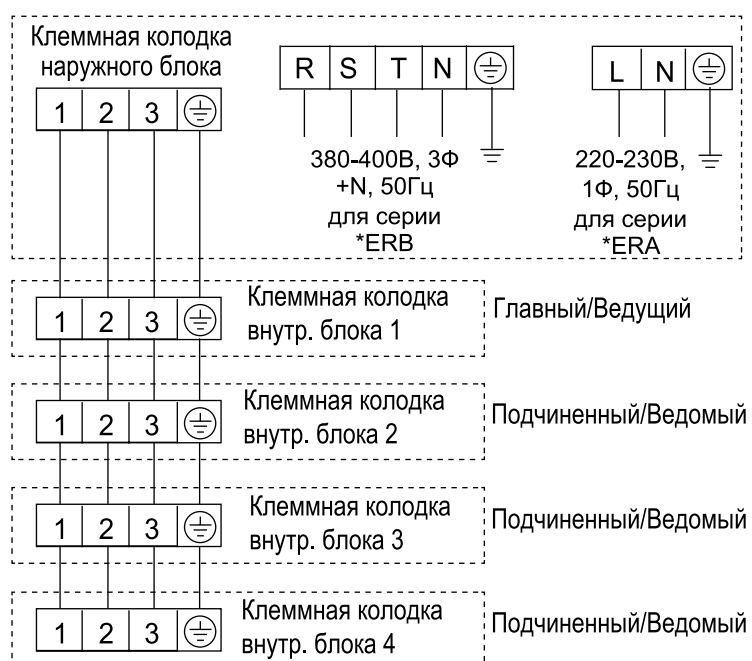 Клеммная колодка
наружного блока
1 2 3
R S T N
380-400В, 3Ф
+N, 50Гц
для серии
*ERB
L N
220-230В,
1Ф, 50Гц
для серии
*ERA
1 2 3
Клеммная колодка
внутр. блока 1
Главный/Ведущий
1 2 3
Клеммная колодка
внутр. блока 2
Подчиненный/Ведомый
1 2 3
Клеммная колодка
внутр. блока 3
Подчиненный/Ведомый
1 2 3
Клеммная колодка
внутр. блока 4
Подчиненный/Ведомый